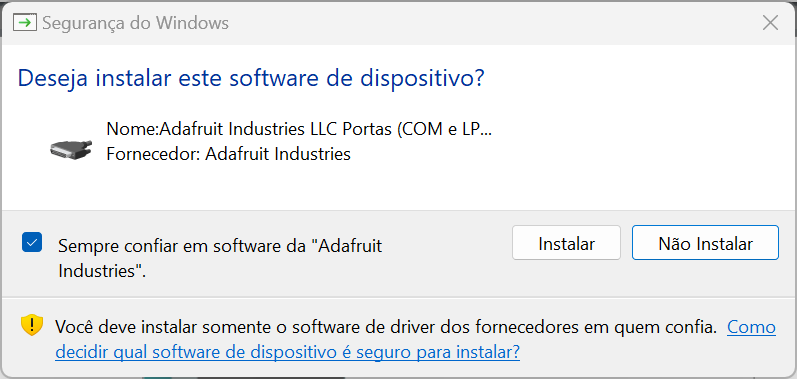 Segurança do Windows
Deseja instalar este software de dispositivo?
Nome:Adafruit Industries LLC Portas (COM e LP...
Fornecedor: Adafruit Industries
Sempre confiar em software da "Adafruit
Industries".
Instalar
Não Instalar
Você deve instalar somente o software de driver dos fornecedores em quem confia. Como
decidir qual software de dispositivo é seguro para instalar?